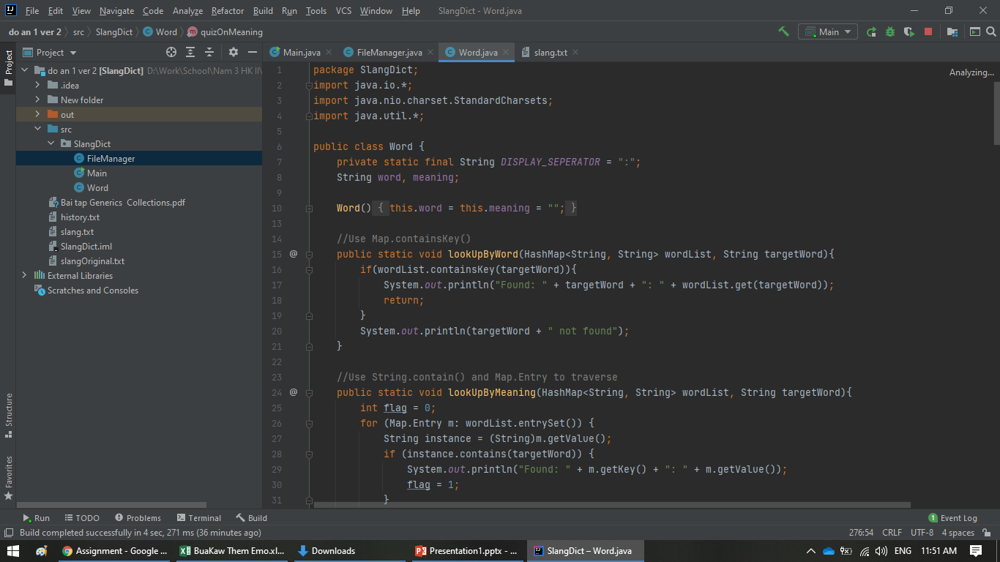 File Edit View Navigate Code Analyze Refactor Build Run Tools VCS Window Help SlangDict - Word.java
do an 1 ver 2 src SlangDict Word quizOnMeaning Main
Project
Main.java FileManager.java Word.java slang.txt
Project
do an 1 ver 2 [SlangDict] D:\Work\School\Nam 3 HK II\
.idea
New folder
out
src
SlangDict
FileManager
Main
Word
Bai tap Generics Collections.pdf
history.txt
slang.txt
SlangDict.iml
slangOriginal.txt
External Libraries
Scratches and Consoles
Structure
Favorites
Analyzing...
1 package SlangDict;
2 import java.io.*;
3 import java.nio.charset.StandardCharsets;
4 import java.util.*;
5
6 public class Word {
7 private static final String DISPLAY_SEPERATOR = ":";
8 String word, meaning;
9
10 Word() { this.word = this.meaning = ""; }
13
14 //Use Map.containsKey()
15 @ public static void lookUpByWord(HashMap<String, String> wordList, String targetWord){
16 if(wordList.containsKey(targetWord)){
17 System.out.println("Found: " + targetWord + ": " + wordList.get(targetWord));
18 return;
19 }
20 System.out.println(targetWord + " not found");
21 }
22
23 //Use String.contain() and Map.Entry to traverse
24 @ public static void lookUpByMeaning(HashMap<String, String> wordList, String targetWord){
25 int flag = 0;
26 for (Map.Entry m: wordList.entrySet()) {
27 String instance = (String)m.getValue();
28 if (instance.contains(targetWord)) {
29 System.out.println("Found: " + m.getKey() + ": " + m.getValue());
30 flag = 1;
31 }
Run TODO Problems Terminal Build 1 Event Log
Build completed successfully in 4 sec, 271 ms (36 minutes ago) 276:54 CRLF UTF-8 4 spaces
Assignment - Google ... BuaKaw Them Emo.xl... Downloads Presentation1.pptx - ... SlangDict – Word.java ENG 11:51 AM